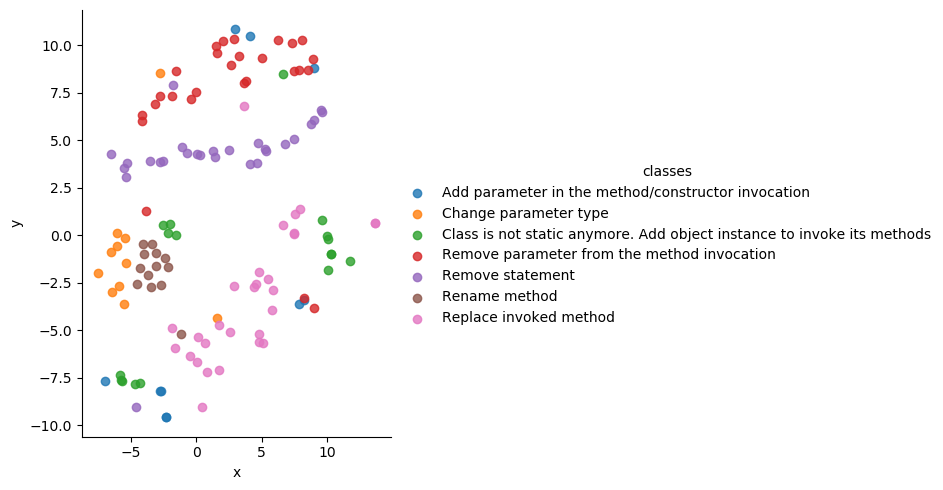 10.0
7.5
5.0
2.5
0.0
−2.5
−5.0
−7.5
−10.0
y
−5
0
5
10
x
classes
Add parameter in the method/constructor invocation
Change parameter type
Class is not static anymore. Add object instance to invoke its methods
Remove parameter from the method invocation
Remove statement
Rename method
Replace invoked method